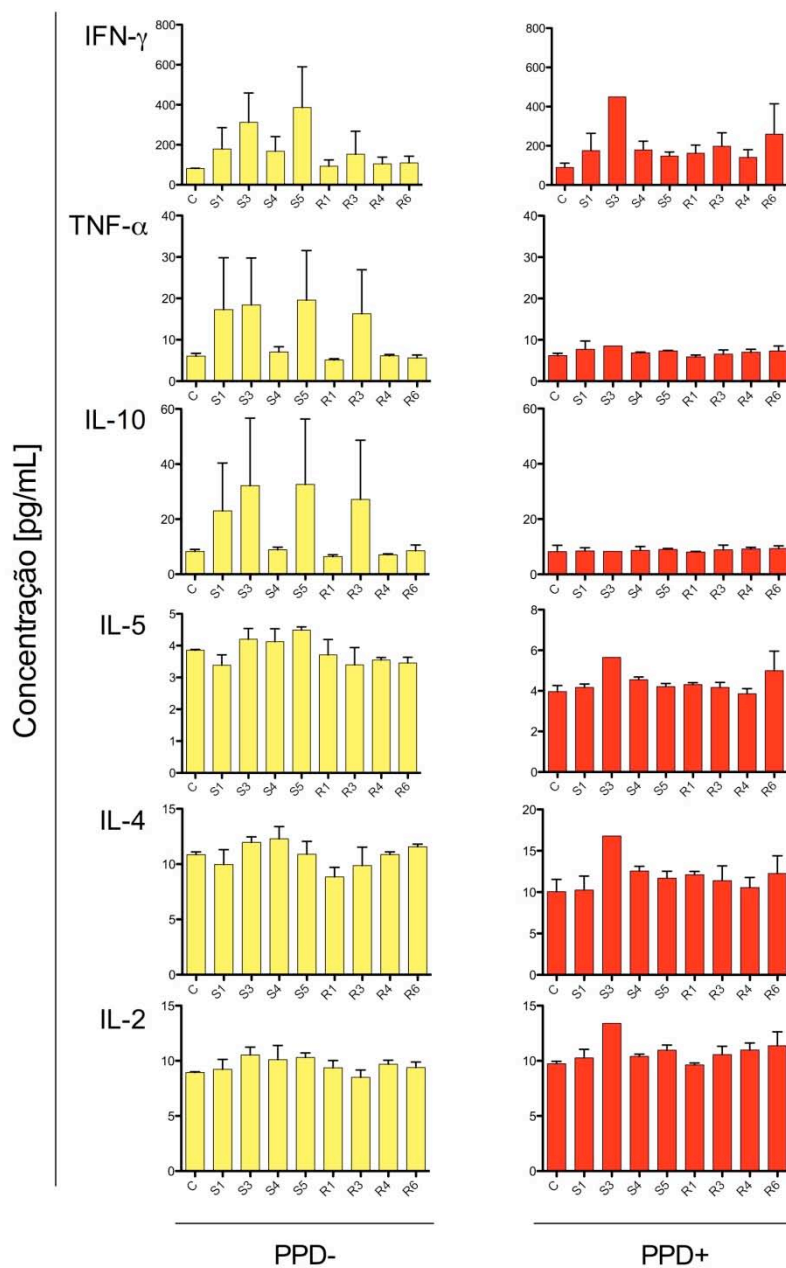 IFN-γ
800
600
400
200
0
C S1 S3 S4 S5 R1 R3 R4 R6
800
600
400
200
0
C S1 S3 S4 S5 R1 R3 R4 R6
TNF-α
40
30
20
10
0
C S1 S3 S4 S5 R1 R3 R4 R6
40
30
20
10
0
C S1 S3 S4 S5 R1 R3 R4 R6
IL-10
60
40
20
0
C S1 S3 S4 S5 R1 R3 R4 R6
60
40
20
0
C S1 S3 S4 S5 R1 R3 R4 R6
Concentração [pg/mL]
IL-5
5
4
3
2
1
0
C S1 S3 S4 S5 R1 R3 R4 R6
8
6
4
2
0
C S1 S3 S4 S5 R1 R3 R4 R6
IL-4
15
10
5
0
C S1 S3 S4 S5 R1 R3 R4 R6
20
15
10
5
0
C S1 S3 S4 S5 R1 R3 R4 R6
IL-2
15
10
5
0
C S1 S3 S4 S5 R1 R3 R4 R6
15
10
5
0
C S1 S3 S4 S5 R1 R3 R4 R6
PPD-
PPD+